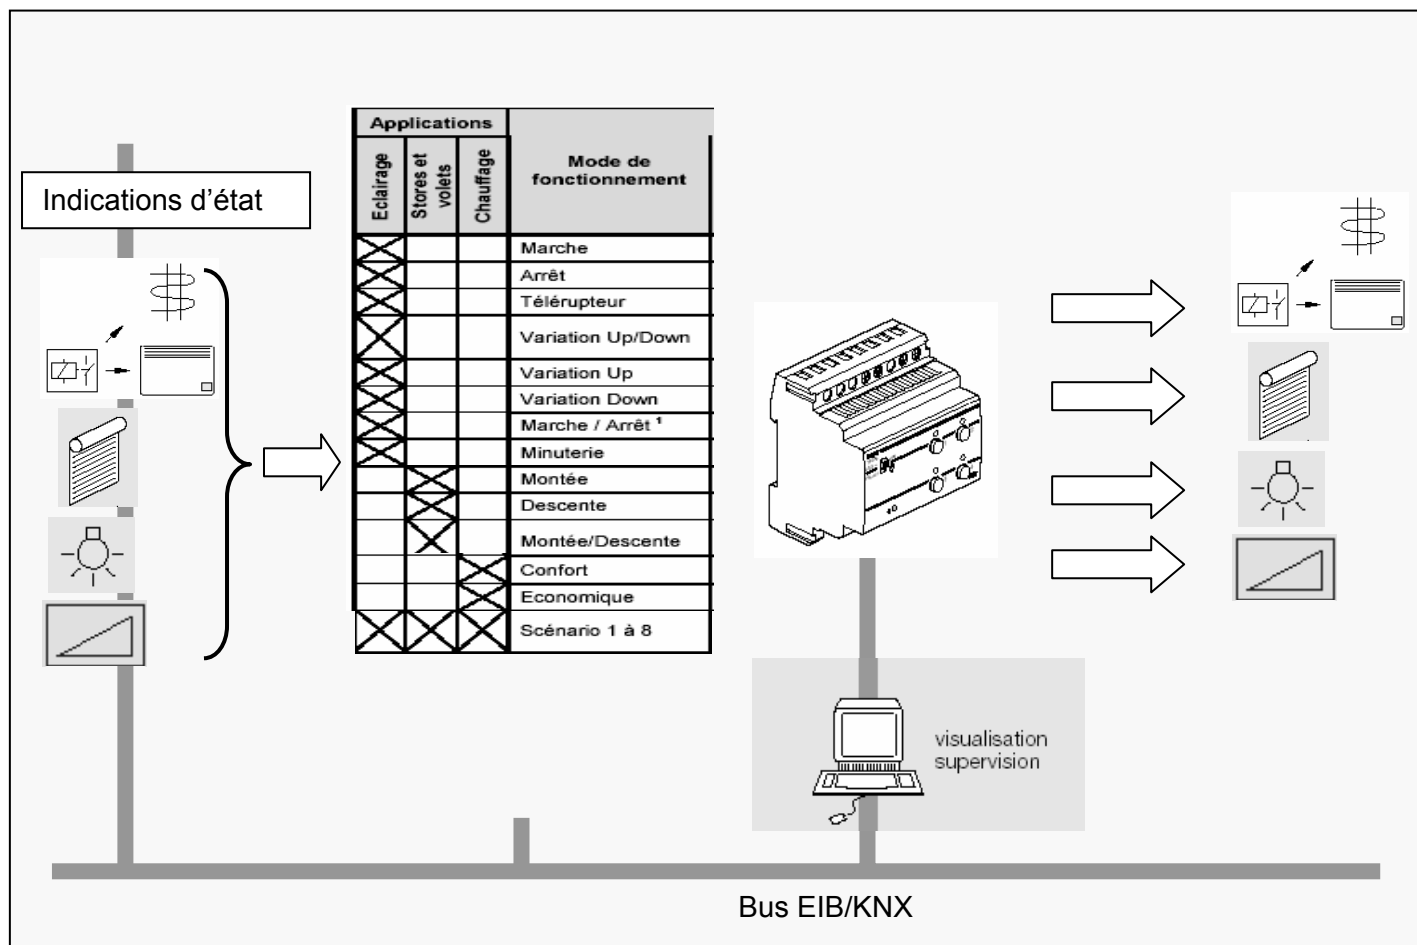 Indications d'état
Applications
Eclairage
Stores et
volets
Chauffage
Mode de
fonctionnement
Marche
Arrêt
Télérupteur
Variation Up/Down
Variation Up
Variation Down
Marche / Arrêt ¹
Minuterie
Montée
Descente
Montée/Descente
Confort
Economique
Scénario 1 à 8
visualisation
supervision
Bus EIB/KNX